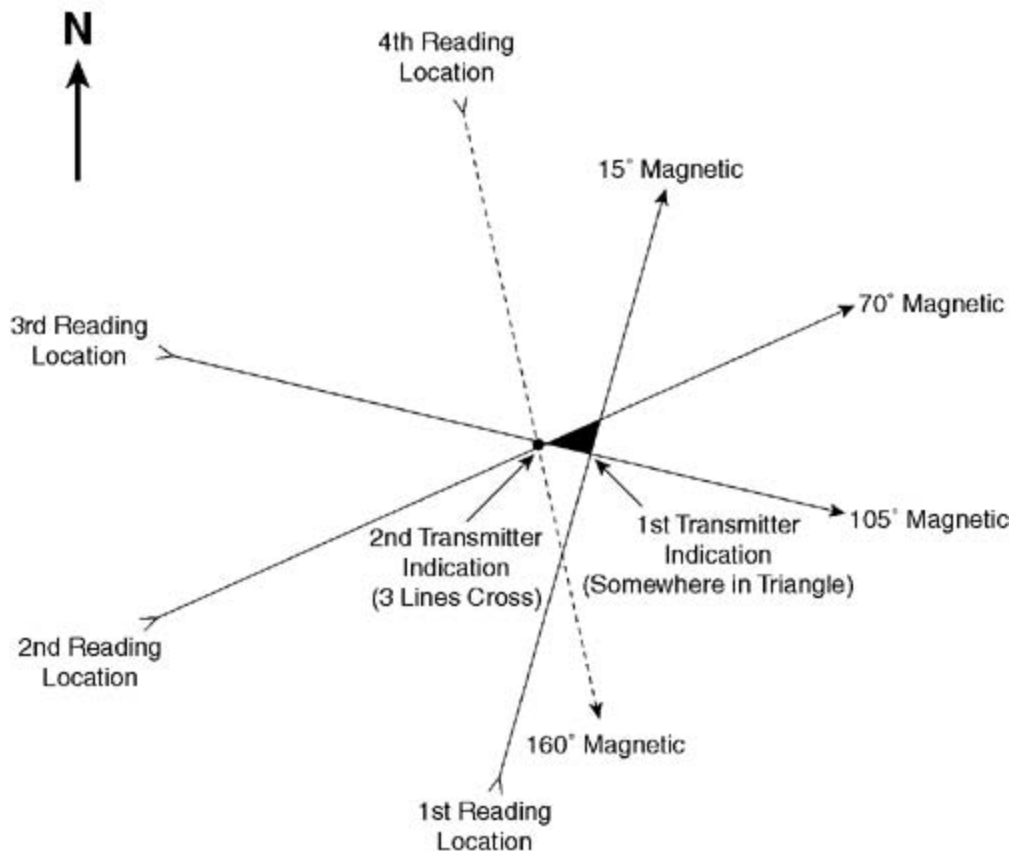 N
4th Reading
Location
15° Magnetic
70° Magnetic
3rd Reading
Location
105° Magnetic
2nd Transmitter
Indication
(3 Lines Cross)
1st Transmitter
Indication
(Somewhere in Triangle)
2nd Reading
Location
160° Magnetic
1st Reading
Location